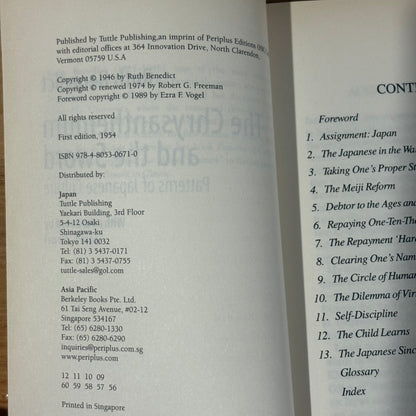 Published by Tuttle Publishing,an imprint of Periplus Editions
with editorial offices at 364 Innovation Drive, North Clarendon,
Vermont 05759 U.S.A
Copyright © 1946 by Ruth Benedict
Copyright © renewed 1974 by Robert G. Freeman
Foreword copyright © 1989 by Ezra F. Vogel
All rights reserved
First edition, 1954
ISBN 978-4-8053-0671-0
Distributed by:
Japan
Tuttle Publishing
Yaekari Building, 3rd Floor
5-4-12 Osaki
Shinagawa-ku
Tokyo 141 0032
Tel: (81) 3 5437-0171
Fax: (81) 3 5437-0755
tuttle-sales@gol.com
Asia Pacific
Berkeley Books Pte. Ltd.
61 Tai Seng Avenue, #02-12
Singapore 534167
Tel: (65) 6280-1330
Fax: (65) 6280-6290
inquiries@periplus.com.sg
www.periplus.com
12 11 10 09
60 59 58 57 56
Printed in Singapore
CONT
Foreword
1. Assignment: Japan
2. The Japanese in the Wa
3. Taking One's Proper St
4. The Meiji Reform
5. Debtor to the Ages and
6. Repaying One-Ten-Th
7. The Repayment 'Har
8. Clearing One's Nam
9. The Circle of Human
10. The Dilemma of Vir
11. Self-Discipline
12. The Child Learns
13. The Japanese Sinc
Glossary
Index